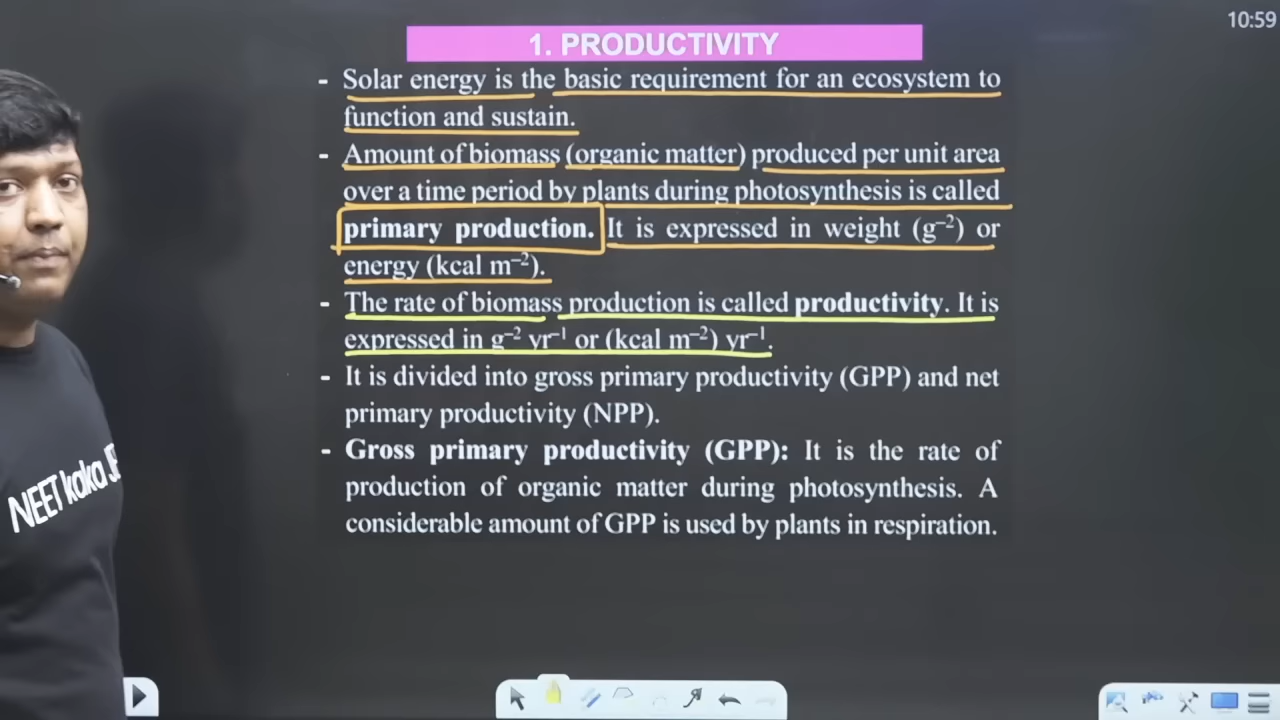 10:59
1. PRODUCTIVITY
- Solar energy is the basic requirement for an ecosystem to
function and sustain.
- Amount of biomass (organic matter) produced per unit area
over a time period by plants during photosynthesis is called
primary production. It is expressed in weight (g⁻²) or
energy (kcal m⁻²).
- The rate of biomass production is called productivity. It is
expressed in g⁻² yr⁻¹ or (kcal m⁻²) yr⁻¹.
- It is divided into gross primary productivity (GPP) and net
primary productivity (NPP).
- Gross primary productivity (GPP): It is the rate of
production of organic matter during photosynthesis. A
considerable amount of GPP is used by plants in respiration.
NEET kaka JE